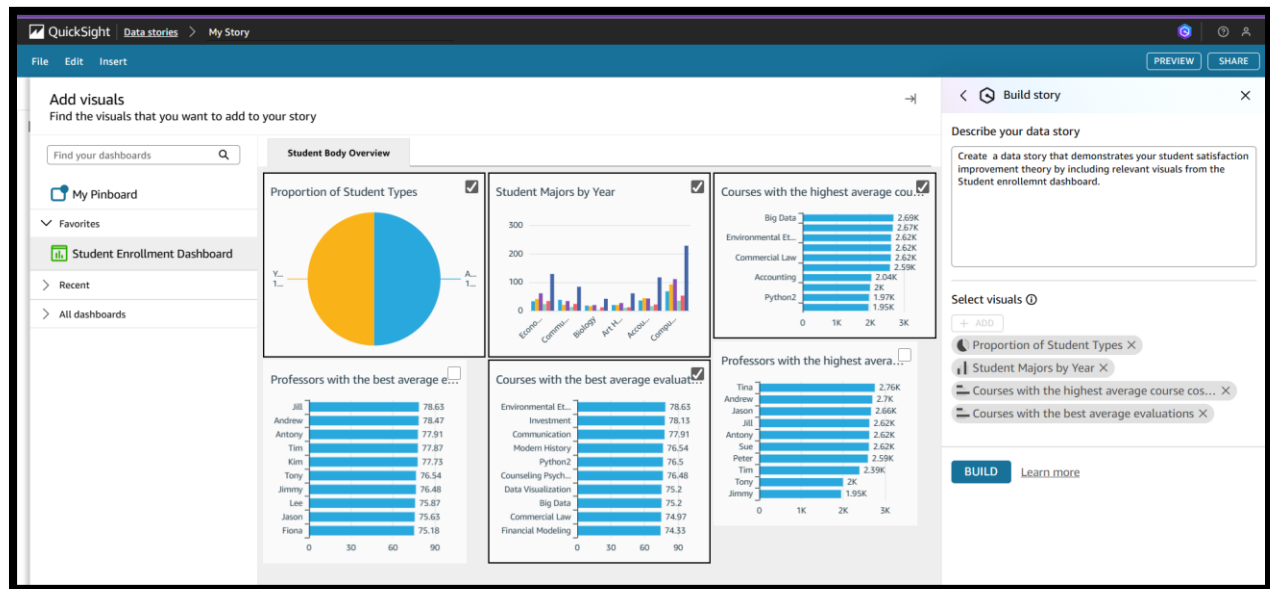 QuickSight Data stories > My Story
File Edit Insert PREVIEW SHARE
Add visuals
Find the visuals that you want to add to your story
Find your dashboards
My Pinboard
Favorites
Student Enrollment Dashboard
Recent
All dashboards
Student Body Overview
Proportion of Student Types
Y...
1...
A...
1...
Student Majors by Year
300
200
100
0
Econo...
Commu...
Biology
Art H...
Accou...
Compu...
Courses with the highest average cou...
Big Data 2.69K
2.67K
Environmental Et... 2.62K
2.62K
Commercial Law 2.62K
2.59K
Accounting 2.04K
2K
Python2 1.97K
1.95K
0 1K 2K 3K
Professors with the best average e...
Jill 78.63
Andrew 78.47
Antony 77.91
Tim 77.87
Kim 77.73
Tony 76.54
Jimmy 76.48
Lee 75.87
Jason 75.63
Fiona 75.18
0 30 60 90
Courses with the best average evaluat...
Environmental Et... 78.63
Investment 78.13
Communication 77.91
Modern History 76.54
Python2 76.5
Counseling Psych... 76.48
Data Visualization 75.2
Big Data 75.2
Commercial Law 74.97
Financial Modeling 74.33
0 30 60 90
Professors with the highest avera...
Tina 2.76K
Andrew 2.7K
Jason 2.66K
Jill 2.62K
Antony 2.62K
Sue 2.62K
Peter 2.59K
Tim 2.39K
Tony 2K
Jimmy 1.95K
0 1K 2K 3K
Build story
Describe your data story
Create a data story that demonstrates your student satisfaction
improvement theory by including relevant visuals from the
Student enrollemnt dashboard.
Select visuals
+ ADD
Proportion of Student Types ×
Student Majors by Year ×
Courses with the highest average course cos... ×
Courses with the best average evaluations ×
BUILD Learn more